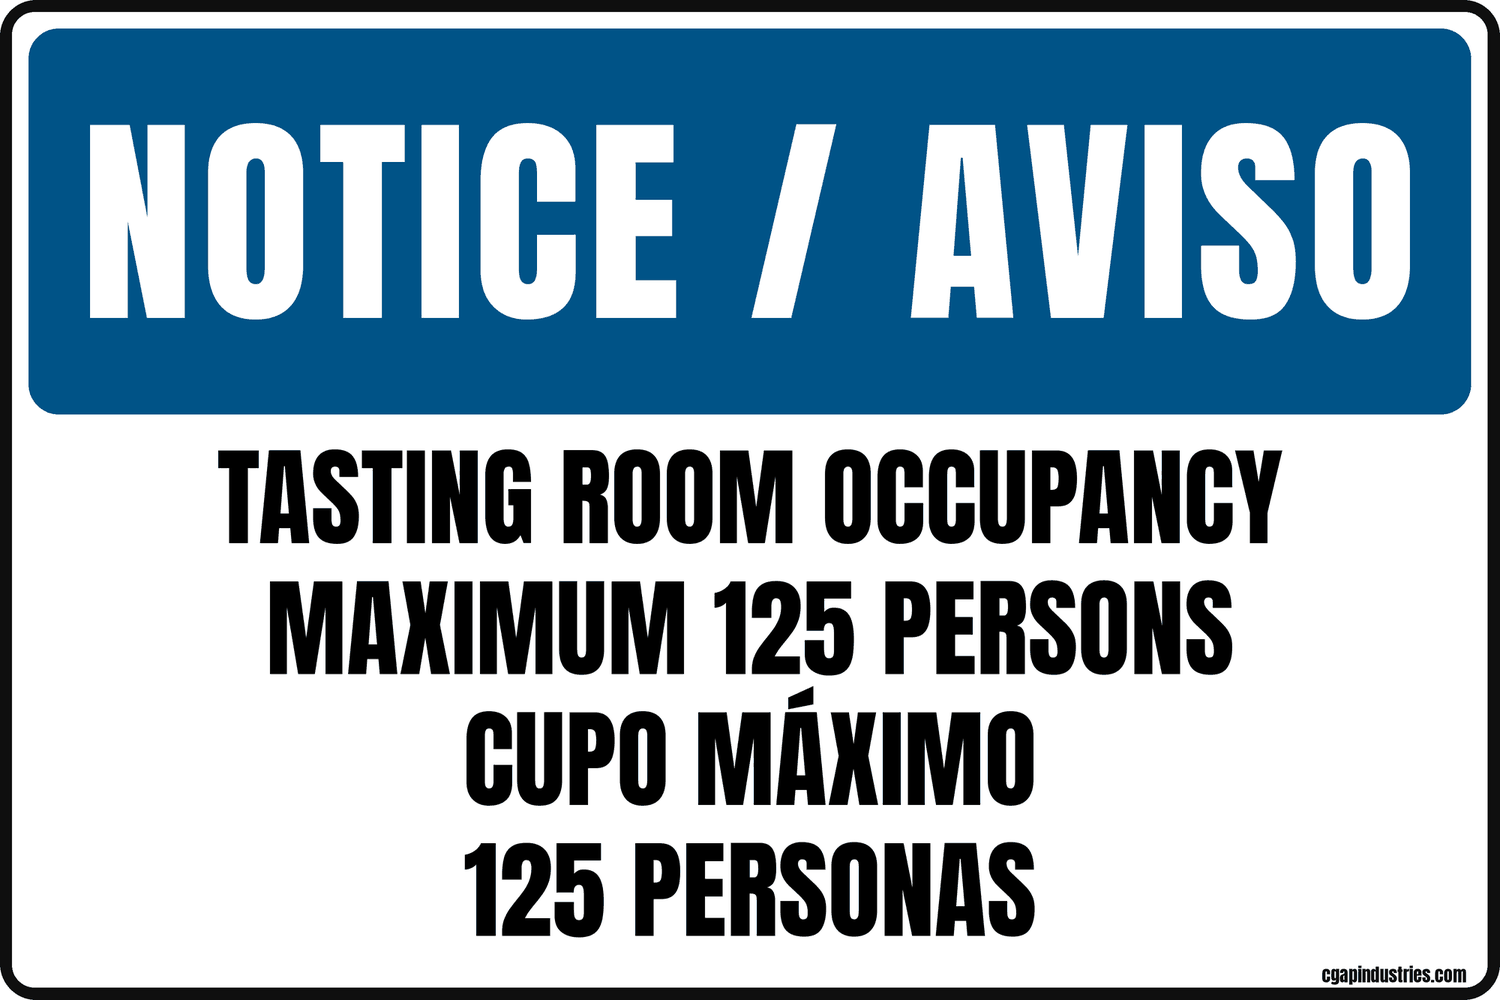 NOTICE / AVISO
TASTING ROOM OCCUPANCY
MAXIMUM 125 PERSONS
CUPO MÁXIMO
125 PERSONAS
cgapindustries.com